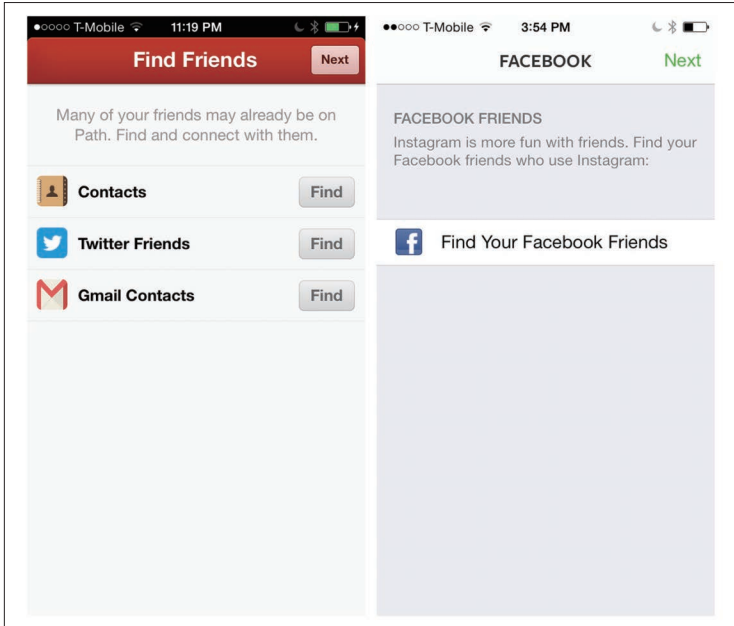 T-Mobile 11:19 PM
Find Friends Next
Many of your friends may already be on
Path. Find and connect with them.
Contacts Find
Twitter Friends Find
Gmail Contacts Find
T-Mobile 3:54 PM
FACEBOOK Next
FACEBOOK FRIENDS
Instagram is more fun with friends. Find your
Facebook friends who use Instagram:
f Find Your Facebook Friends